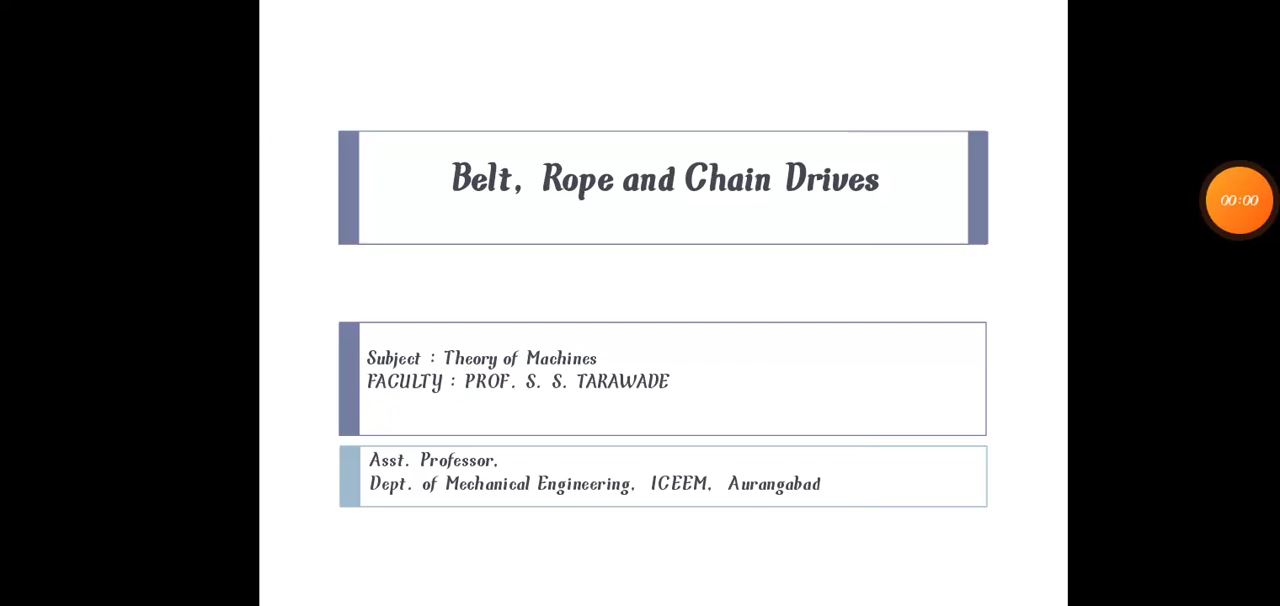 Belt, Rope and Chain Drives
00:00
Subject : Theory of Machines
FACULTY : PROF. S. S. TARAWADE
Asst. Professor,
Dept. of Mechanical Engineering, ICEEM, Aurangabad